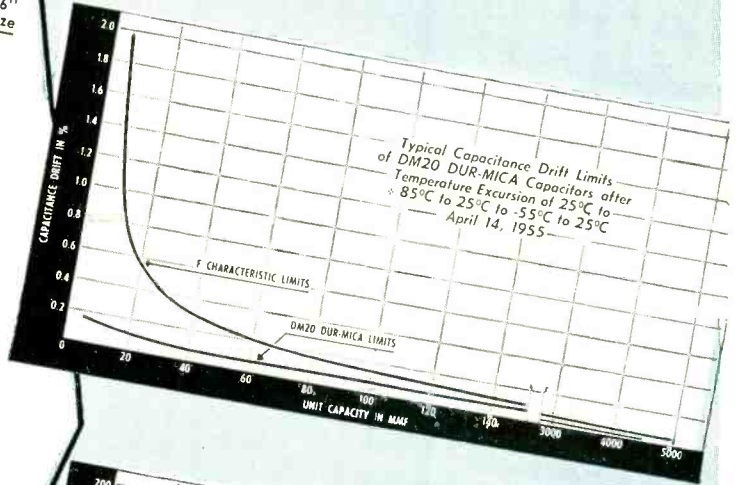 6"
ze
2.0
1.8
1.6
1.4
1.2
1.0
0.8
0.6
0.4
0.2
0
CAPACITANCE DRIFT IN %
Typical Capacitance Drift Limits
of DM20 DUR-MICA Capacitors after
Temperature Excursion of 25°C to
85°C to 25°C to -55°C to 25°C
April 14, 1955
F CHARACTERISTIC LIMITS
DM20 DUR-MICA LIMITS
20 40 60 80 100 120 3000 4000 5000
UNIT CAPACITY IN MMF
200